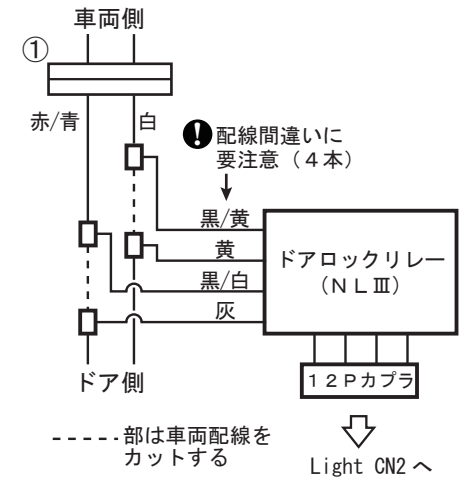 車両側
①
赤/青
白
!
配線間違いに
要注意（4本）
黒/黄
黄
黒/白
灰
ドアロックリレー
（ＮＬⅢ）
１２Ｐカプラ
ドア側
-----部は車両配線を
カットする
Light CN2 へ